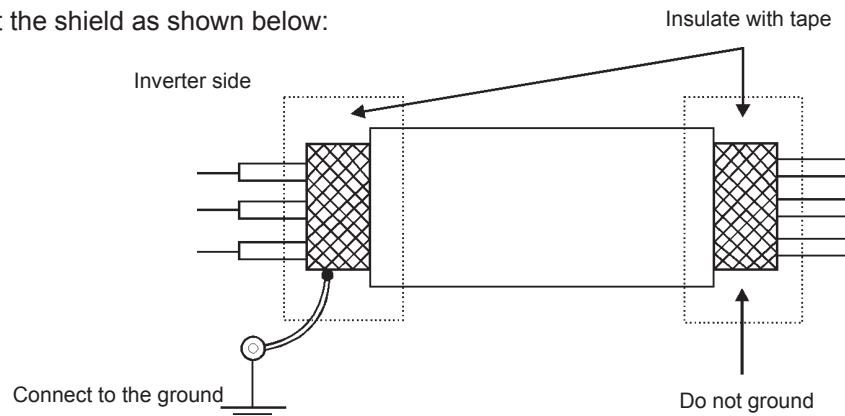 the shield as shown below:
Insulate with tape
Inverter side
Connect to the ground
Do not ground